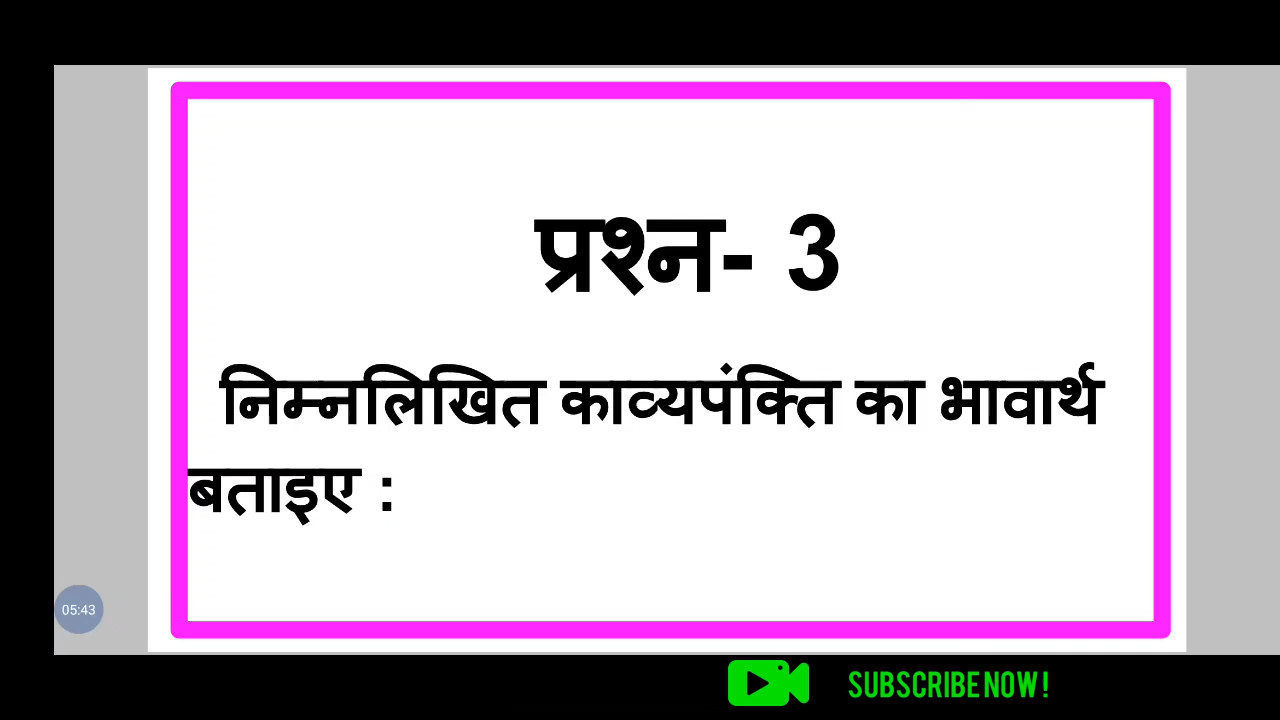 प्रश्न- 3
निम्नलिखित काव्यपंक्ति का भावार्थ
बताइए :
05:43
SUBSCRIBE NOW !